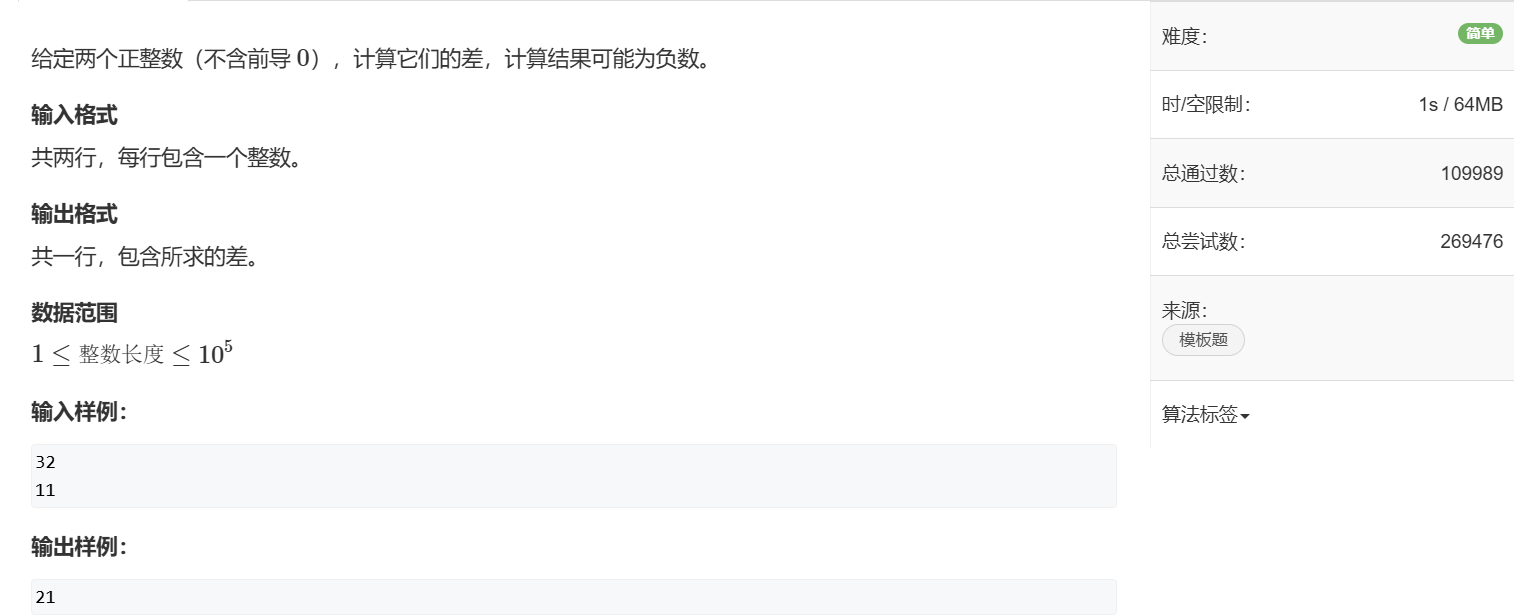 给定两个正整数（不含前导 0），计算它们的差，计算结果可能为负数。
输入格式
共两行，每行包含一个整数。
输出格式
共一行，包含所求的差。
数据范围
1 ≤ 整数长度 ≤ 10⁵
输入样例：
32
11
输出样例：
21
难度：
简单
时/空限制：
1s / 64MB
总通过数：
109989
总尝试数：
269476
来源：
模板题
算法标签